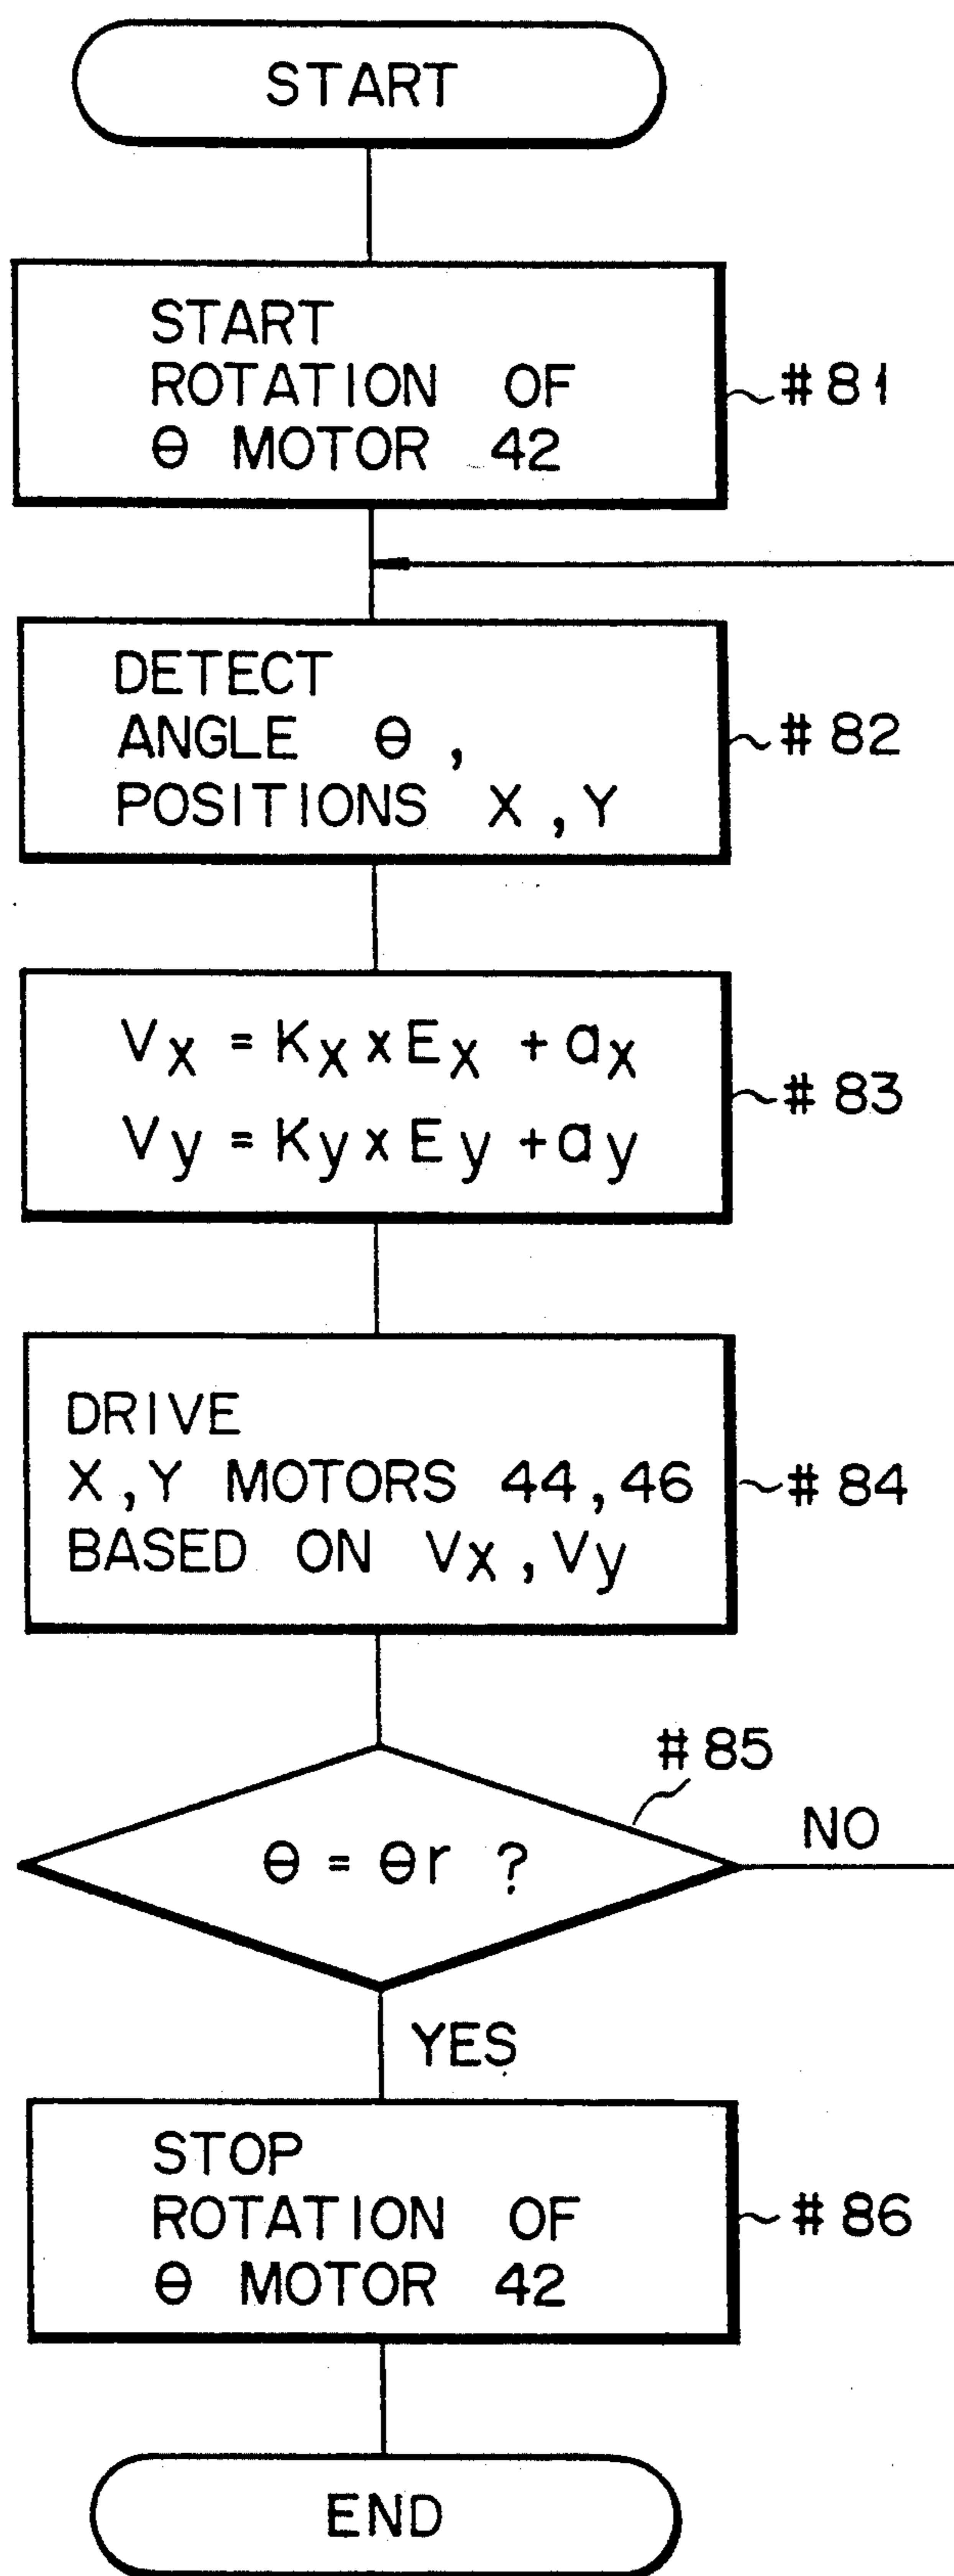 START
START
ROTATION OF
θ MOTOR 42
#81
DETECT
ANGLE θ,
POSITIONS X, Y
#82
Vx = Kx x Ex + ax
Vy = Ky x Ey + ay
#83
DRIVE
X, Y MOTORS 44, 46
BASED ON Vx, Vy
#84
#85
θ = θr ?
NO
YES
STOP
ROTATION OF
θ MOTOR 42
#86
END